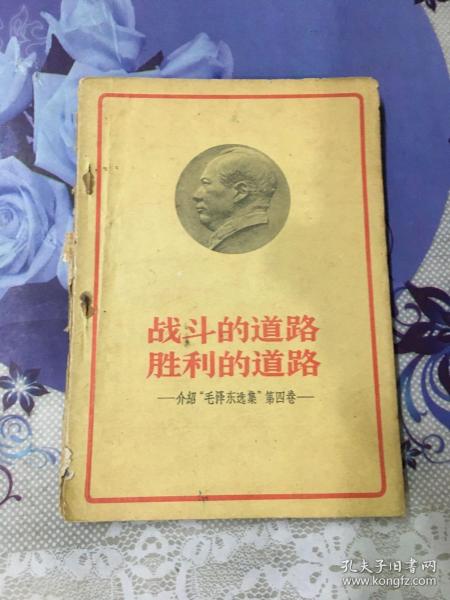 战斗的道路
胜利的道路
——介绍“毛泽东选集”第四卷——
孔夫子旧书网
www.kongfz.com